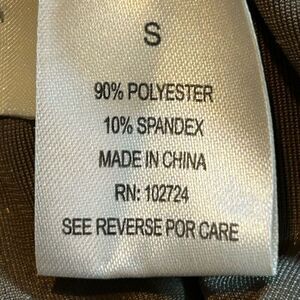 S
90% POLYESTER
10% SPANDEX
MADE IN CHINA
RN: 102724
SEE REVERSE POR CARE